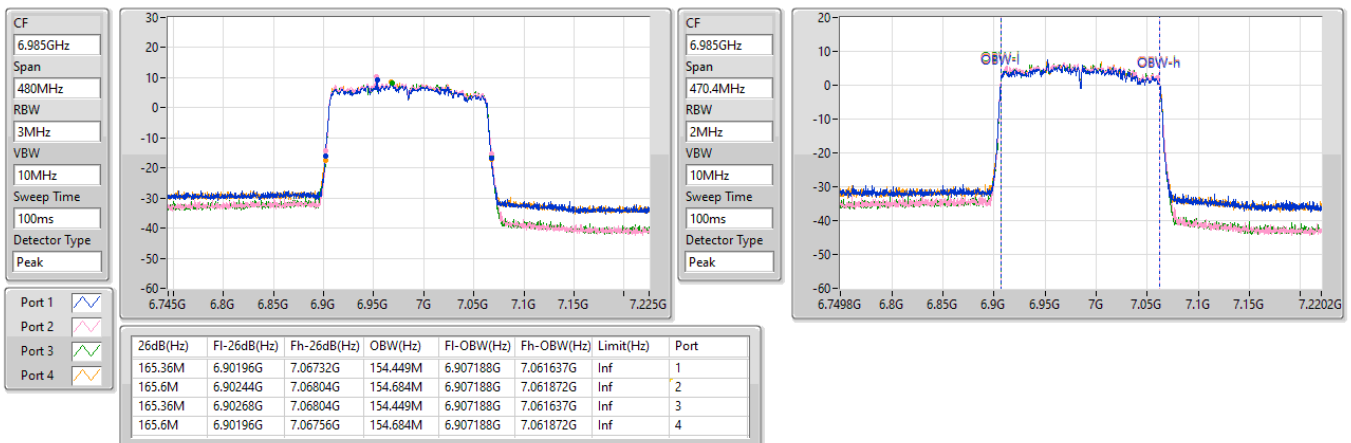 CF
6.985GHz
Span
480MHz
RBW
3MHz
VBW
10MHz
Sweep Time
100ms
Detector Type
Peak
30
20
10
0
-10
-20
-30
-40
-50
-60
6.745G 6.8G 6.85G 6.9G 6.95G 7G 7.05G 7.1G 7.15G 7.225G
CF
6.985GHz
Span
470.4MHz
RBW
2MHz
VBW
10MHz
Sweep Time
100ms
Detector Type
Peak
20
10
0
-10
-20
-30
-40
-50
-60
OBW-l OBW-h
6.7498G 6.8G 6.85G 6.9G 6.95G 7G 7.05G 7.1G 7.15G 7.2202G
Port 1
Port 2
Port 3
Port 4
26dB(Hz) Fl-26dB(Hz) Fh-26dB(Hz) OBW(Hz) Fl-OBW(Hz) Fh-OBW(Hz) Limit(Hz) Port
165.36M 6.90196G 7.06732G 154.449M 6.907188G 7.061637G Inf 1
165.6M 6.90244G 7.06804G 154.684M 6.907188G 7.061872G Inf 2
165.36M 6.90268G 7.06804G 154.449M 6.907188G 7.061637G Inf 3
165.6M 6.90196G 7.06756G 154.684M 6.907188G 7.061872G Inf 4